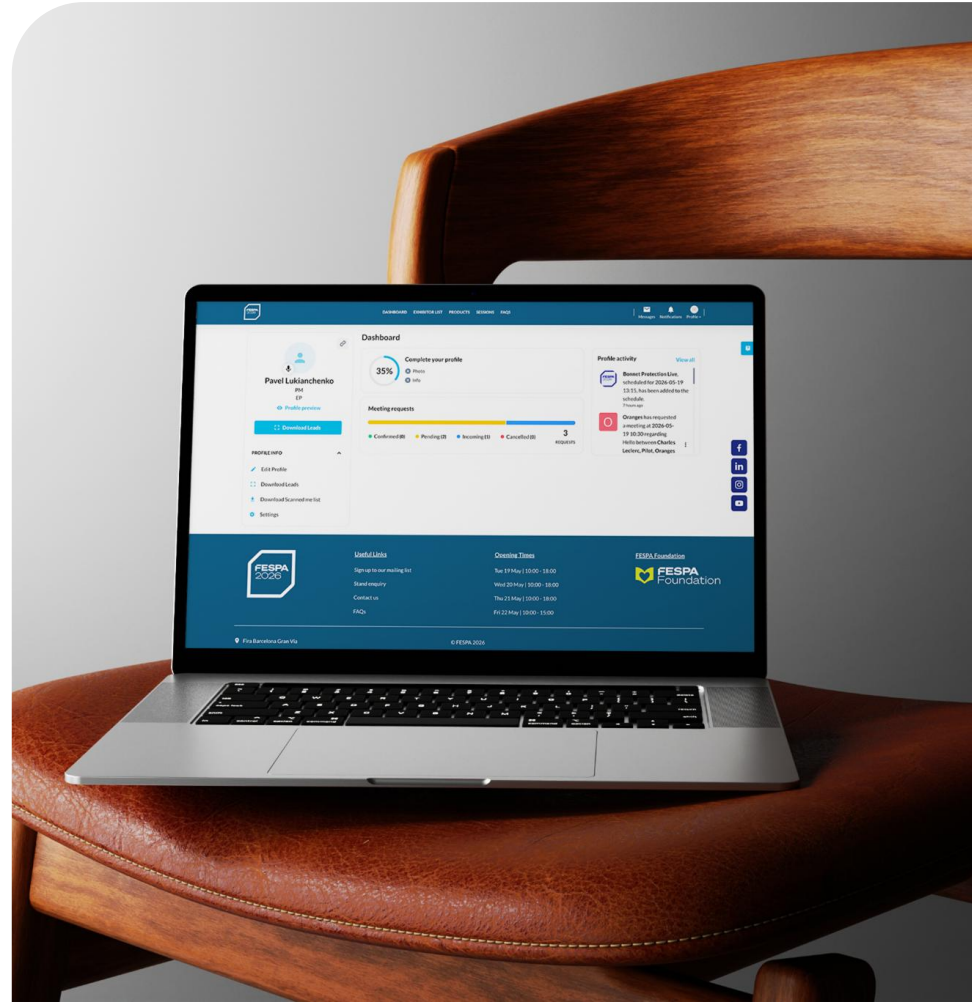 FESPA
DASHBOARD EXHIBITOR LIST PRODUCTS SESSIONS FAQS
Messages Notifications Profile
Pavel Lukianchenko
PM
EP
Profile preview
Download Leads
PROFILE INFO
Edit Profile
Download Leads
Download Scanned me list
Settings
Dashboard
35%
Complete your profile
Photo
Info
Meeting requests
Confirmed (0) Pending (2) Incoming (1) Cancelled (0)
3
REQUESTS
Profile activity View all
FESPA
Bonnet Protection Live,
scheduled for 2026-05-19
13:15, has been added to the
schedule.
7 hours ago
O
Oranges has requested
a meeting at 2026-05-
19 10:30 regarding
Hello between Charles
Leclerc, Pilot, Oranges
f
in
FESPA
2026
Useful Links
Sign up to our mailing list
Stand enquiry
Contact us
FAQs
Opening Times
Tue 19 May | 10:00 - 18:00
Wed 20 May | 10:00 - 18:00
Thu 21 May | 10:00 - 18:00
Fri 22 May | 10:00 - 15:00
FESPA Foundation
FESPA
Foundation
Fira Barcelona Gran Via
© FESPA 2026